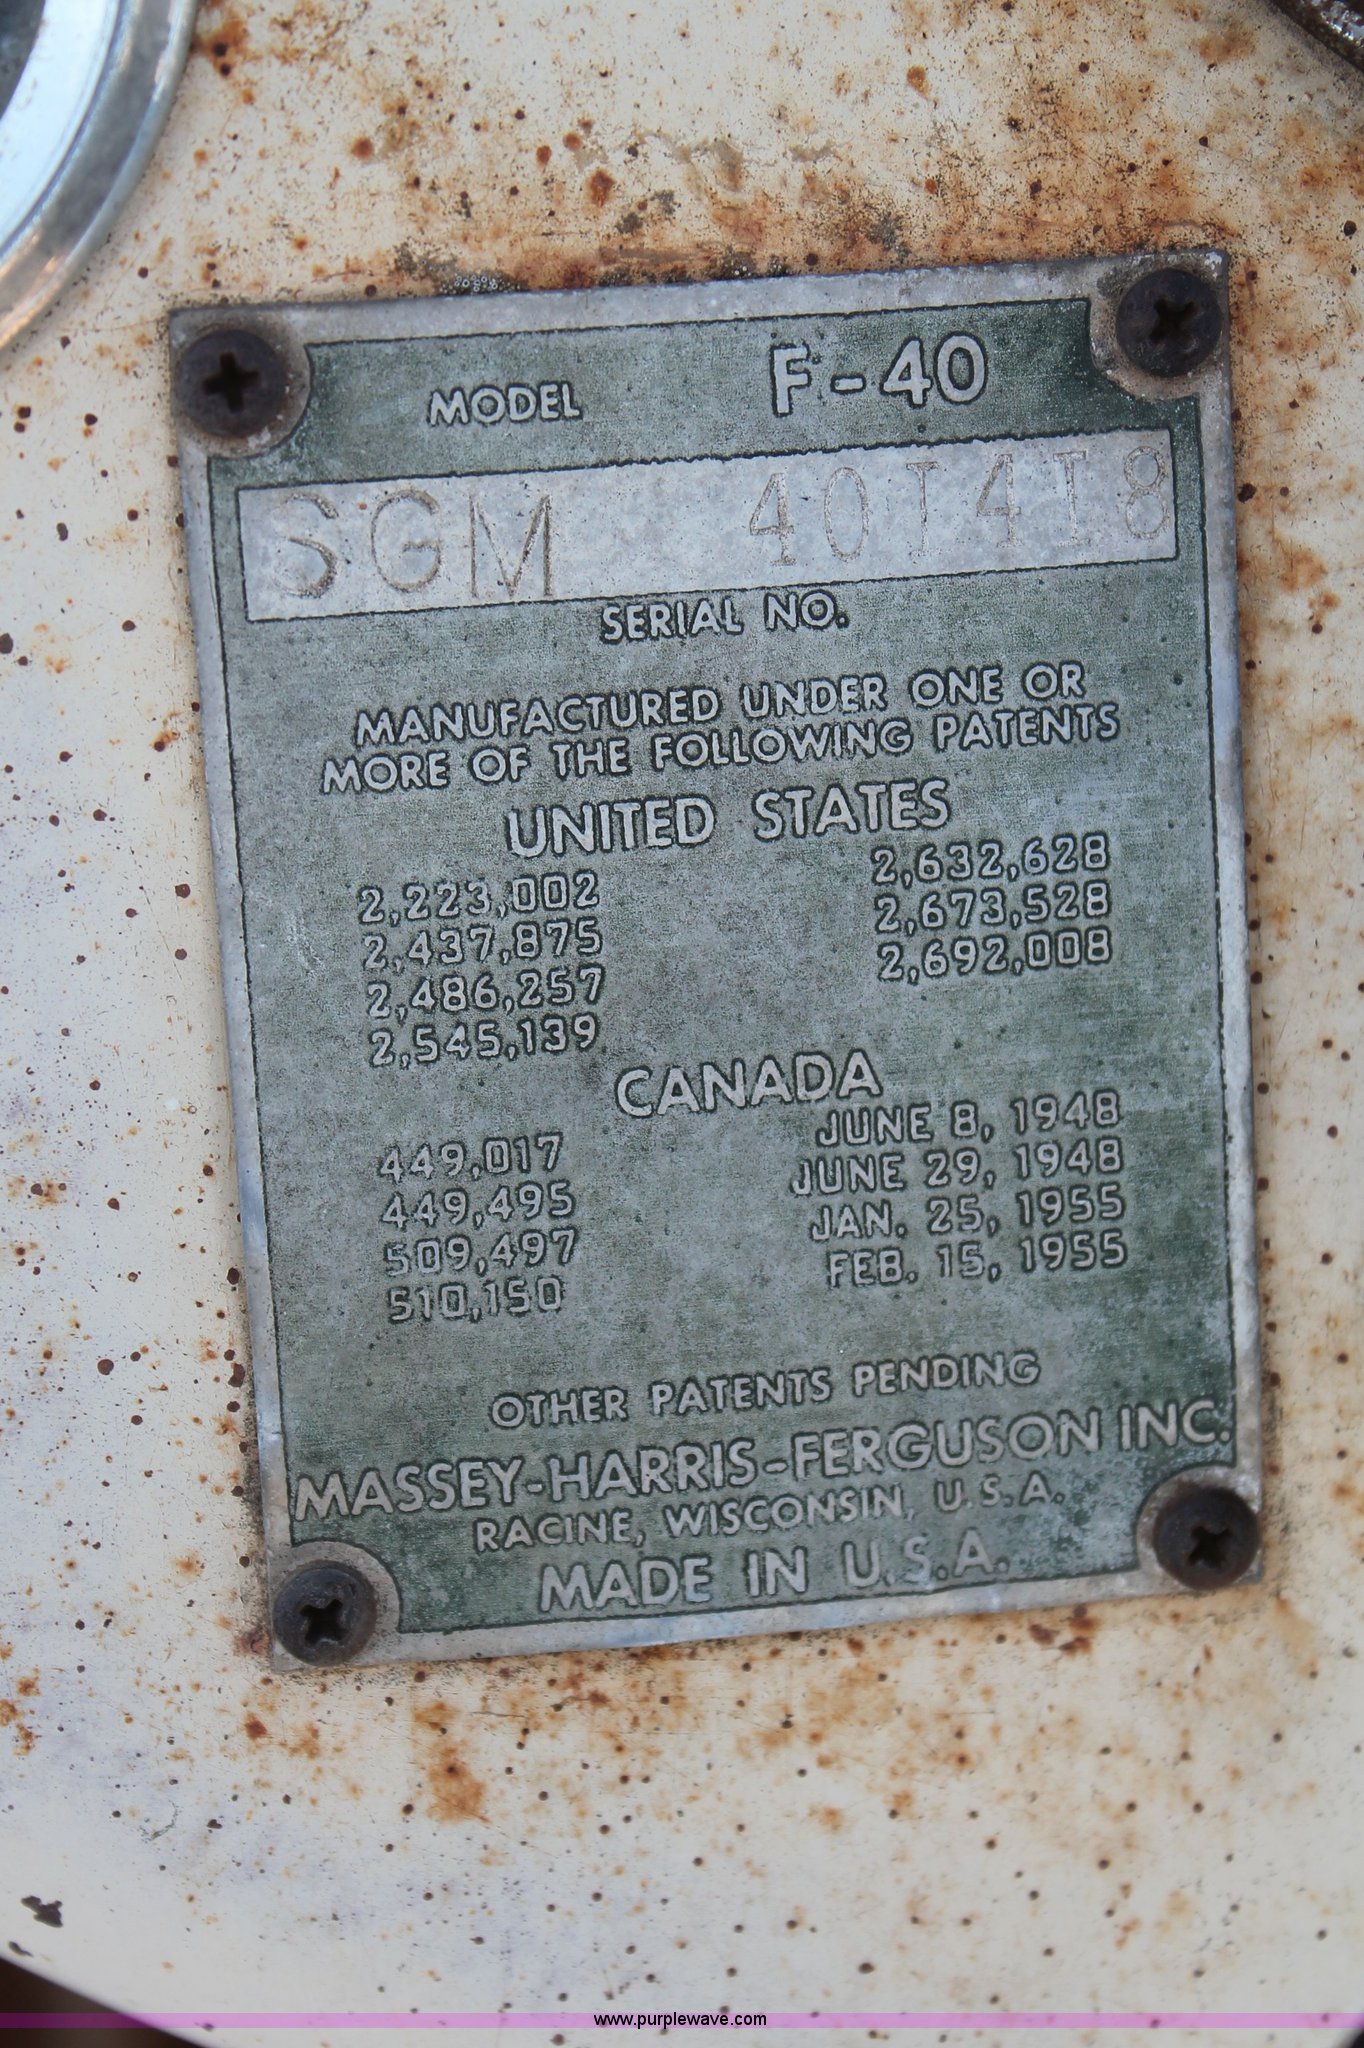 MODEL F-40
SGM 401418
SERIAL NO.
MANUFACTURED UNDER ONE OR
MORE OF THE FOLLOWING PATENTS
UNITED STATES
2,223,002 2,632,628
2,437,875 2,673,528
2,486,257 2,692,008
2,545,139
CANADA
449,017 JUNE 8, 1948
449,495 JUNE 29, 1948
509,497 JAN. 25, 1955
510,150 FEB. 15, 1955
OTHER PATENTS PENDING
MASSEY-HARRIS-FERGUSON INC.
RACINE, WISCONSIN, U.S.A.
MADE IN U.S.A.
www.purplewave.com